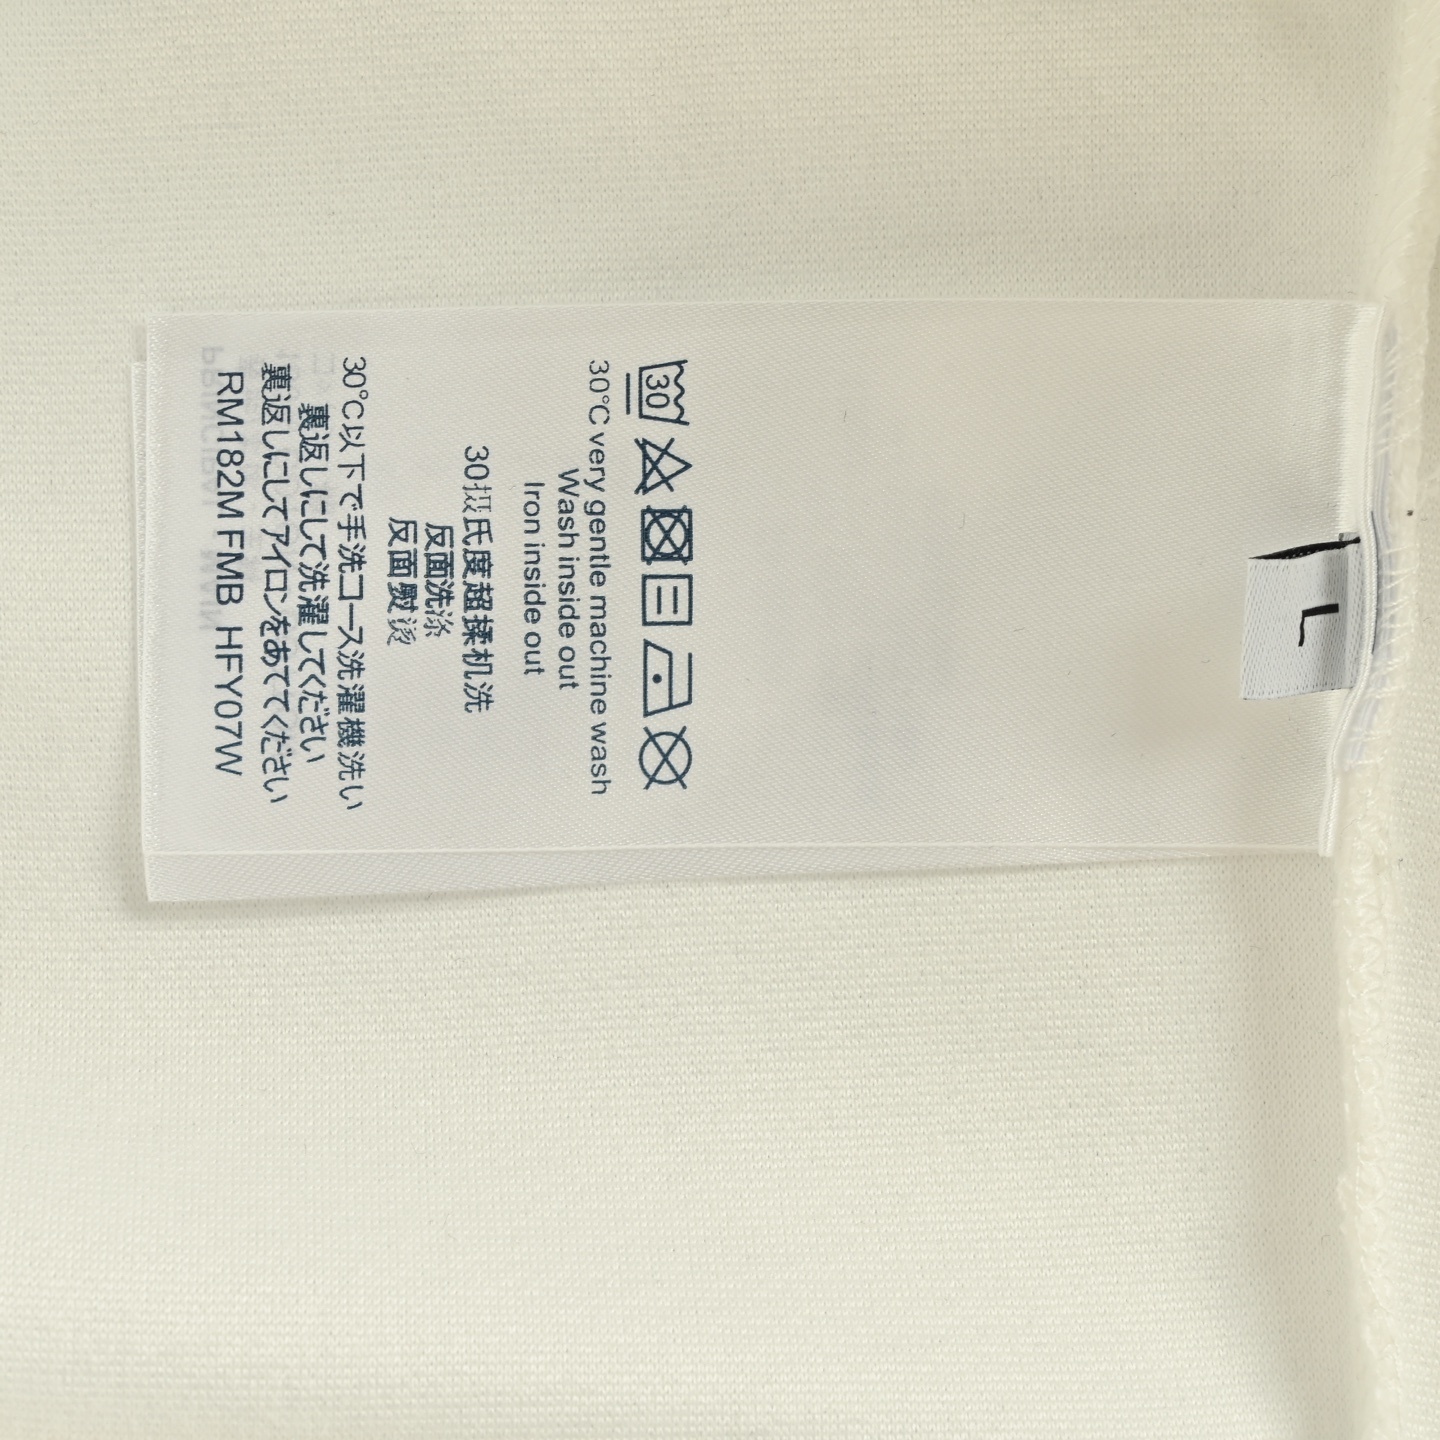 L
30
30°C very gentle machine wash
Wash inside out
Iron inside out
30摄氏度超揉机洗
反面洗涤
反面熨烫
30℃以下で手洗コース洗濯機洗い
裏返しにして洗濯してください
裏返しにしてアイロンをあててください
RM182M FMB HFY07W